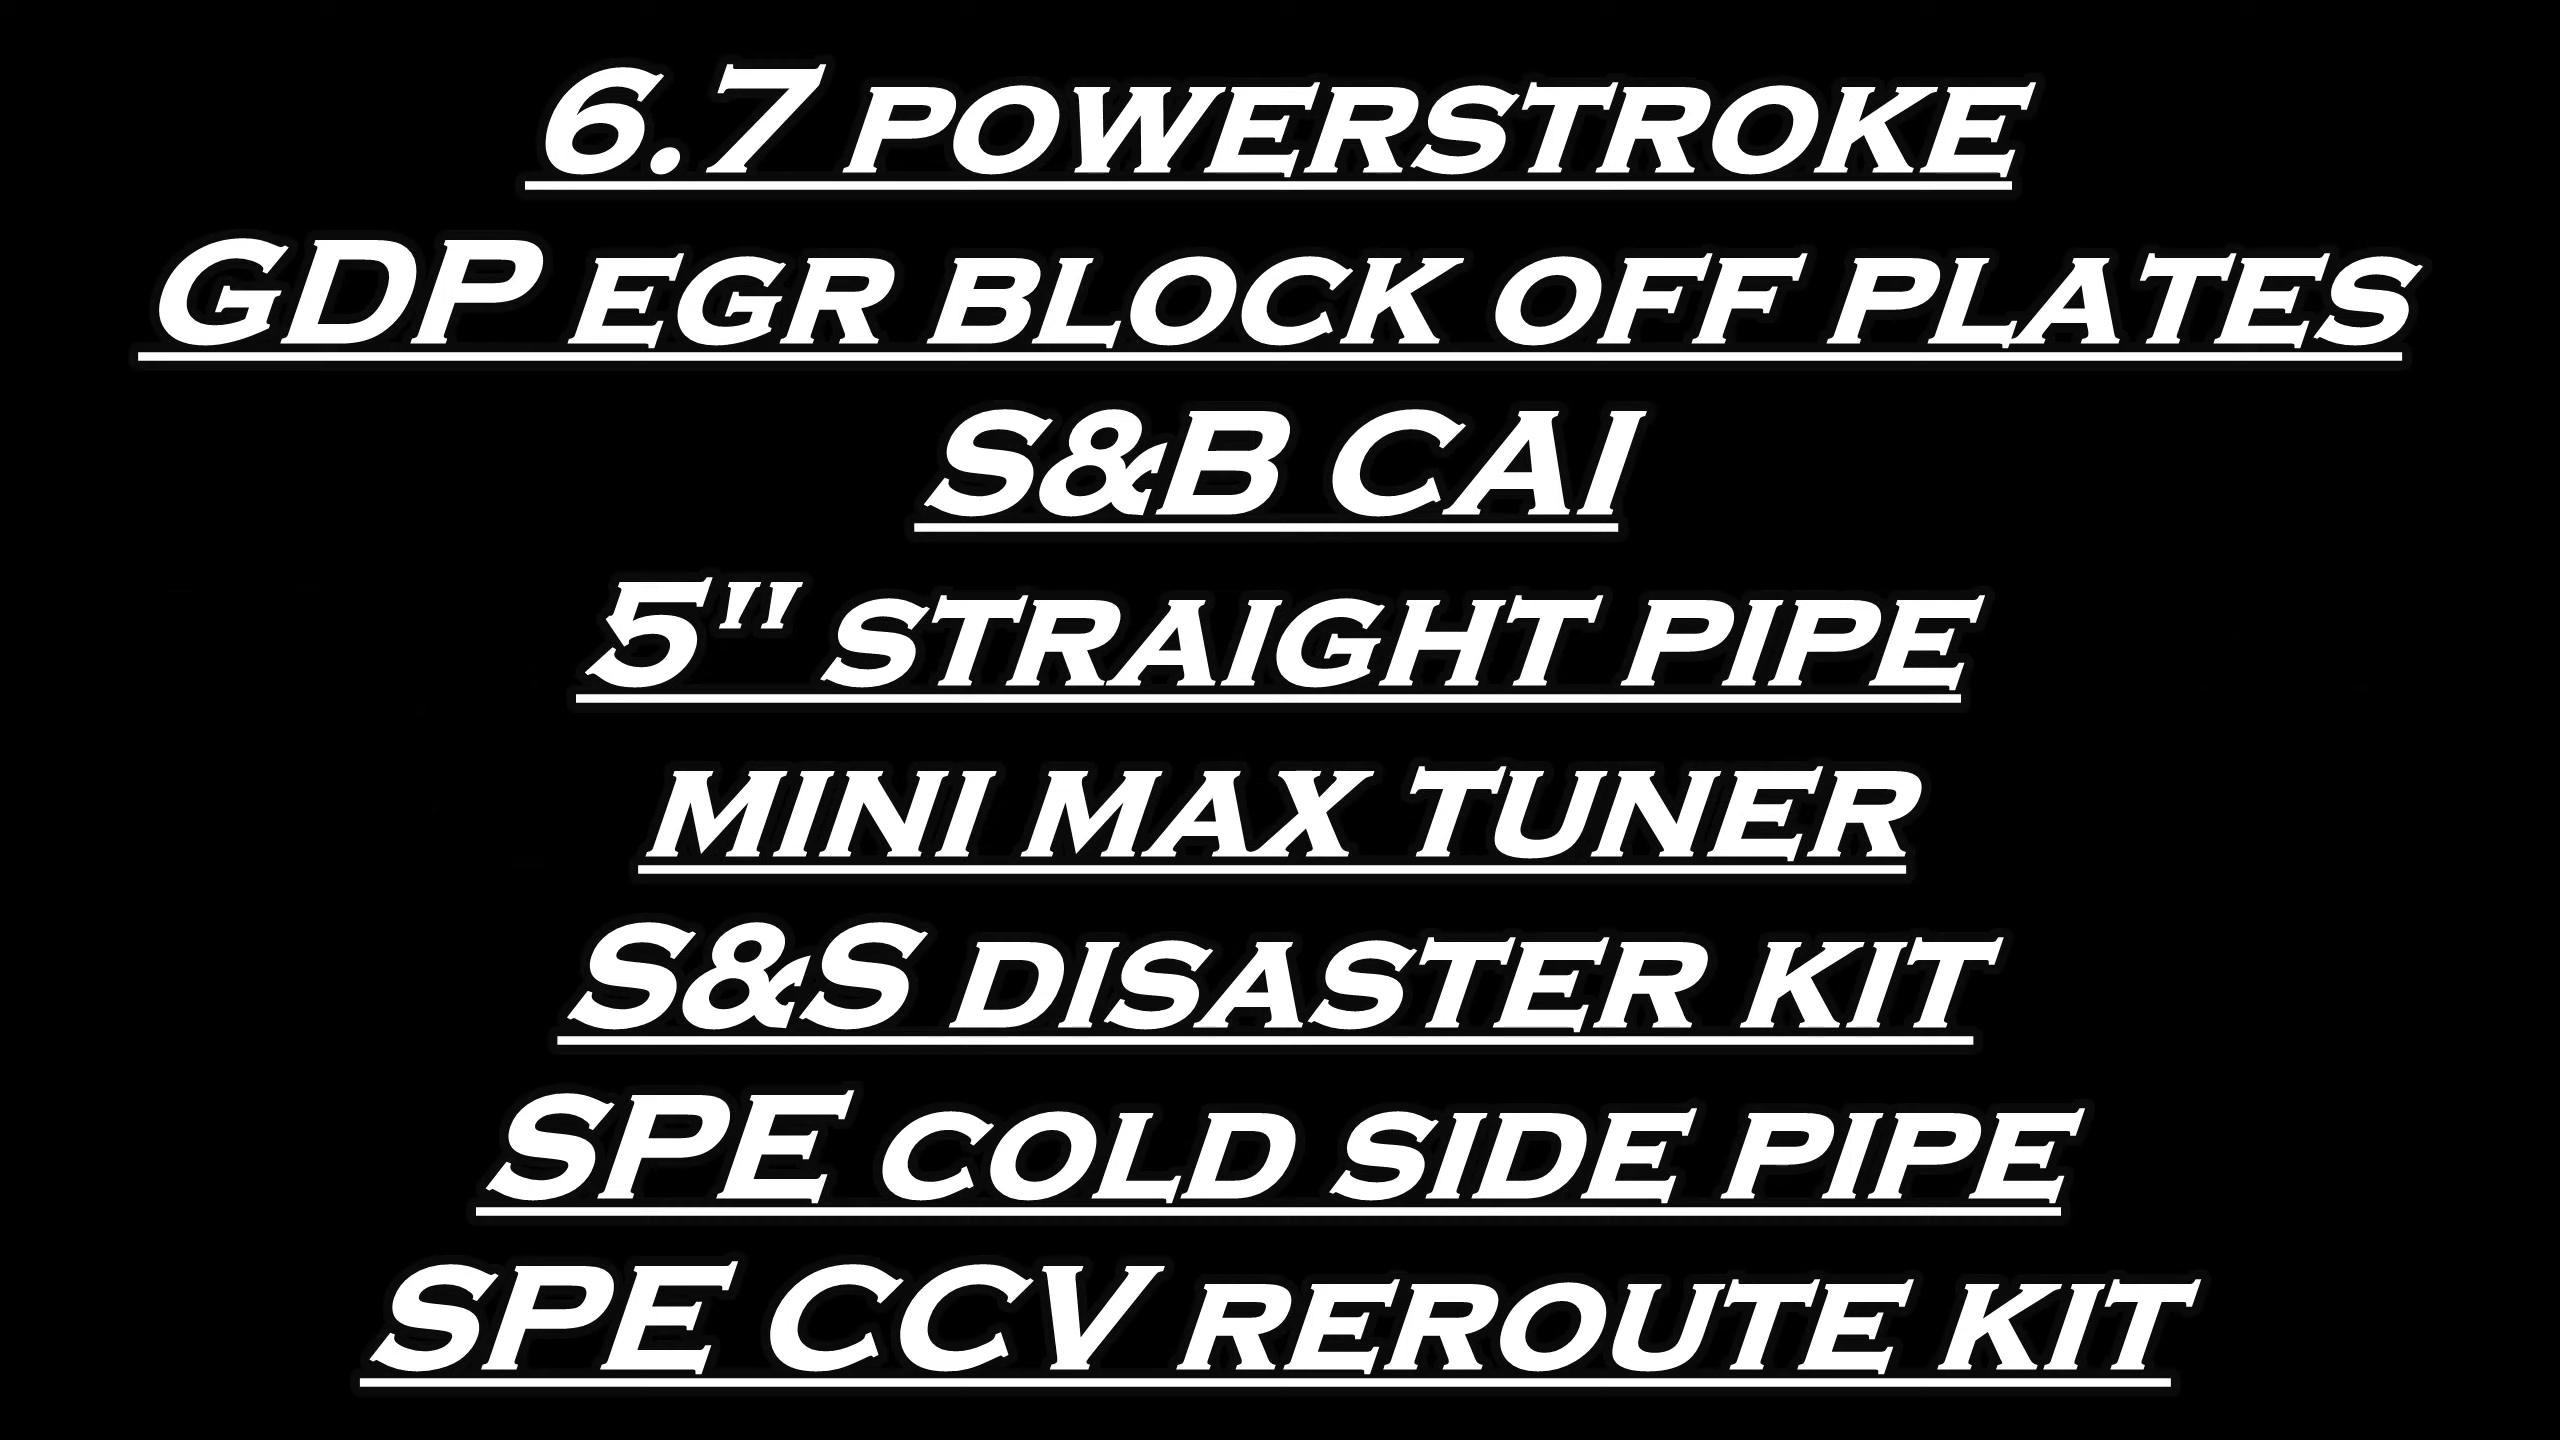 6.7 POWERSTROKE
GDP EGR BLOCK OFF PLATES
S&B CAI
5" STRAIGHT PIPE
MINI MAX TUNER
S&S DISASTER KIT
SPE COLD SIDE PIPE
SPE CCV REROUTE KIT